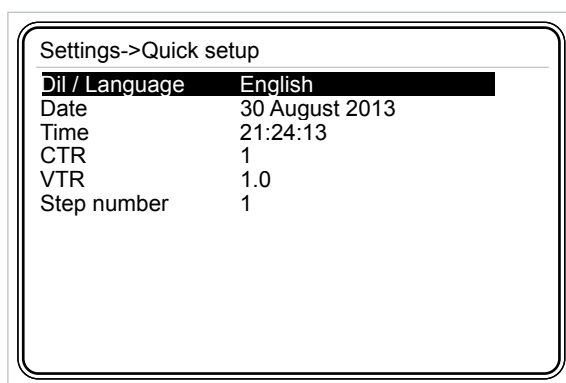 Settings->Quick setup
Dil / Language English
Date 30 August 2013
Time 21:24:13
CTR 1
VTR 1.0
Step number 1